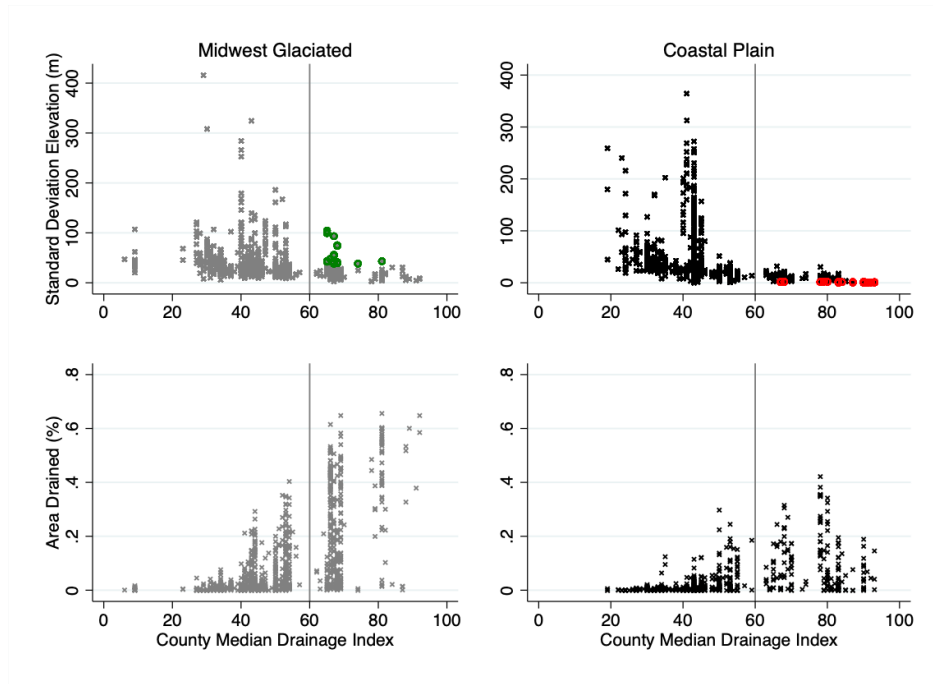 Midwest Glaciated
Standard Deviation Elevation (m)
400
300
200
100
0
0 20 40 60 80 100
Coastal Plain
400
300
200
100
0
0 20 40 60 80 100
Area Drained (%)
.8
.6
.4
.2
0
0 20 40 60 80 100
County Median Drainage Index
.8
.6
.4
.2
0
0 20 40 60 80 100
County Median Drainage Index